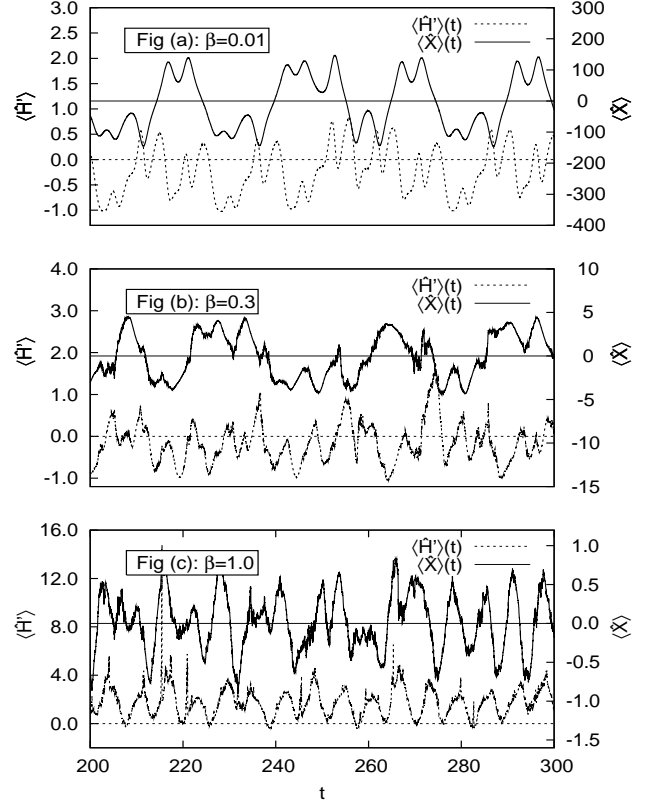 3.0 300
Fig (a): β=0.01 ⟨Ĥ'⟩(t)
2.5 200
⟨X̂⟩(t)
2.0 100
1.5 0
⟨Ĥ'⟩ 1.0 ⟨X̂⟩
0.5 -100
0.0 -200
-0.5 -300
-1.0 -400
4.0 10
Fig (b): β=0.3 ⟨Ĥ'⟩(t)
3.0 5
⟨X̂⟩(t)
⟨Ĥ'⟩ 2.0 0 ⟨X̂⟩
1.0 -5
0.0 -10
-1.0 -15
16.0
Fig (c): β=1.0 ⟨Ĥ'⟩(t) 1.0
⟨X̂⟩(t)
12.0 0.5
⟨Ĥ'⟩ 8.0 0.0 ⟨X̂⟩
-0.5
4.0 -1.0
0.0 -1.5
200 220 240 260 280 300
t